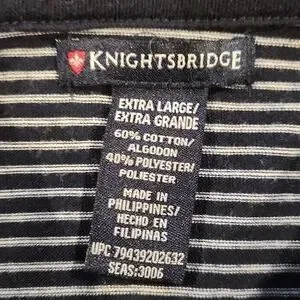 KNIGHTSBRIDGE
EXTRA LARGE/
EXTRA GRANDE
60% COTTON/
ALGODON
40% POLYESTER/
POLIESTER
MADE IN
PHILIPPINES/
HECHO EN
FILIPINAS
UPC 79439202632
SEAS:3006